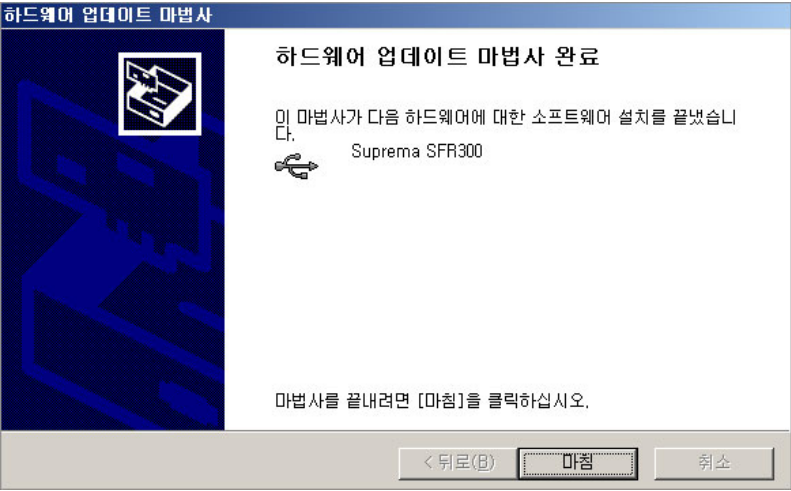 하드웨어 업데이트 마법사
하드웨어 업데이트 마법사 완료
이 마법사가 다음 하드웨어에 대한 소프트웨어 설치를 끝냈습니
다.
Suprema SFR300
마법사를 끝내려면 [마침]을 클릭하십시오.
< 뒤로(B)
마침
취소